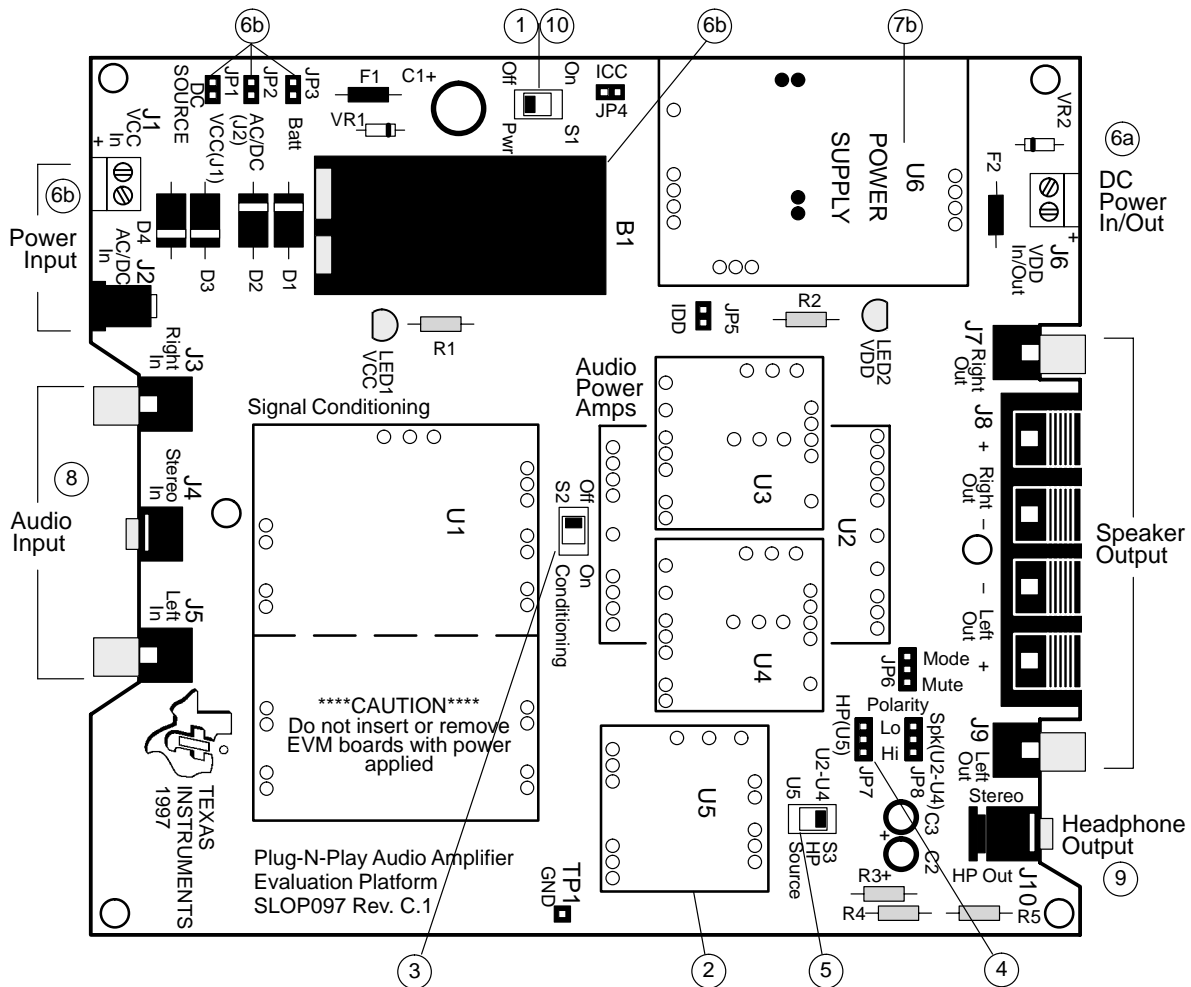 6b
1
10
6b
7b
JP1
JP2
JP3
DC
SOURCE
VCC(J1)
AC/DC
(J2)
Batt
F1
C1+
VR1
Off
On
Pwr
S1
ICC
JP4
U6
POWER
SUPPLY
VR2
F2
6a
DC
Power
In/Out
J6
VDD
In/Out
+
J1
VCC
In
+
6b
Power
Input
D4
AC/DC
In
J2
D3
D2
D1
B1
LED1
VCC
R1
IDD
JP5
R2
LED2
VDD
J7
Right
Out
Right
In
J3
Signal Conditioning
Audio
Power
Amps
J8
+
Right
Out
–
–
Left
Out
+
Speaker
Output
8
Audio
Input
Stereo
In
J4
U1
Off
S2
On
Conditioning
U3
U2
U4
Left
In
J5
JP6
Mode
Mute
Polarity
HP(U5)
Lo
Hi
JP7
Spk(U2-U4)
JP8
J9
Left
Out
****CAUTION****
Do not insert or remove
EVM boards with power
applied
TEXAS
INSTRUMENTS
1997
U5
U5
U2-U4
HP
S3
Source
C3
+
C2
Stereo
HP Out
J10
Headphone
Output
9
R3+
R4
R5
Plug-N-Play Audio Amplifier
Evaluation Platform
SLOP097 Rev. C.1
TP1
GND
3
2
5
4